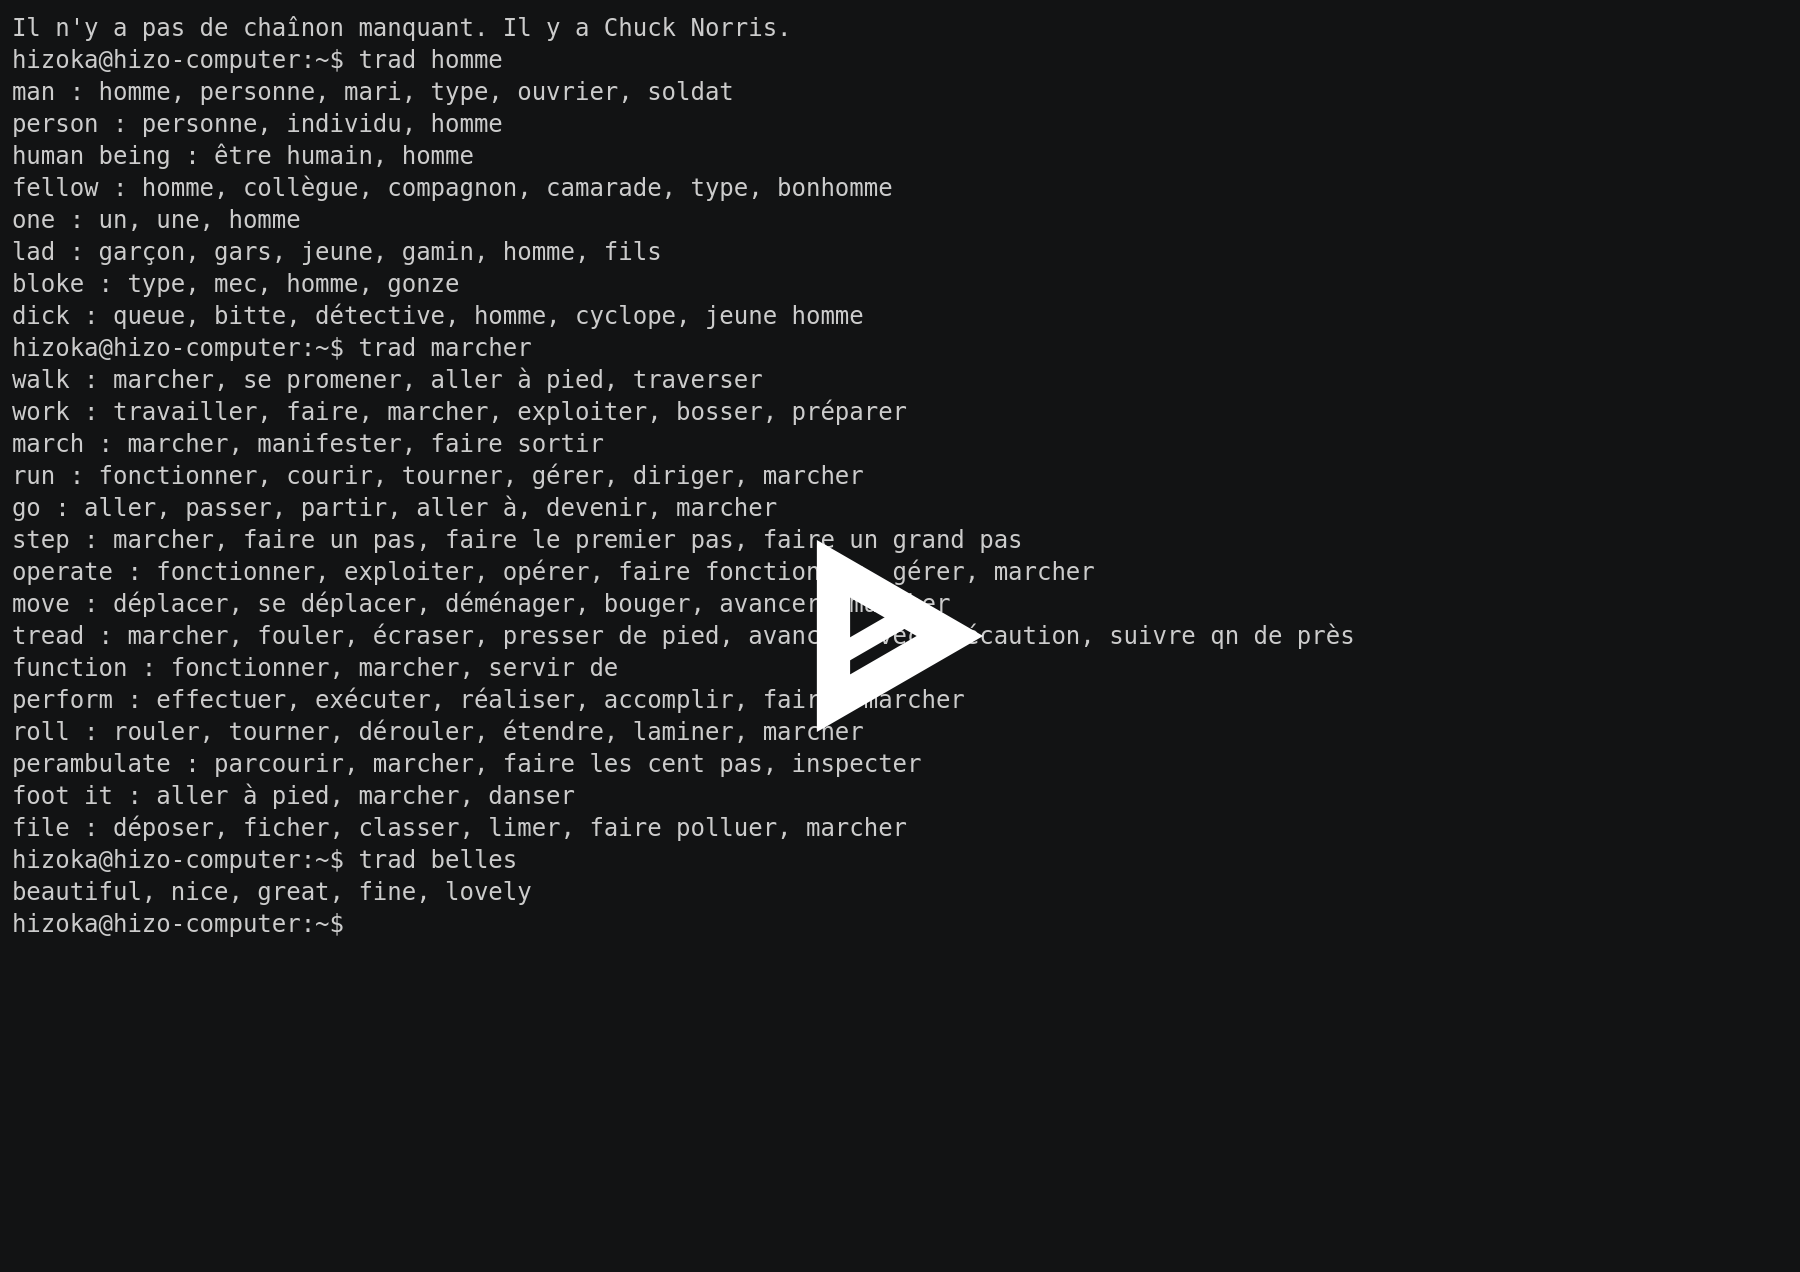 Il n'y a pas de chaînon manquant. Il y a Chuck Norris.
hizoka@hizo-computer:~$ trad homme
man : homme, personne, mari, type, ouvrier, soldat
person : personne, individu, homme
human being : être humain, homme
fellow : homme, collègue, compagnon, camarade, type, bonhomme
one : un, une, homme
lad : garçon, gars, jeune, gamin, homme, fils
bloke : type, mec, homme, gonze
dick : queue, bitte, détective, homme, cyclope, jeune homme
hizoka@hizo-computer:~$ trad marcher
walk : marcher, se promener, aller à pied, traverser
work : travailler, faire, marcher, exploiter, bosser, préparer
march : marcher, manifester, faire sortir
run : fonctionner, courir, tourner, gérer, diriger, marcher
go : aller, passer, partir, aller à, devenir, marcher
step : marcher, faire un pas, faire le premier pas, faire un grand pas
operate : fonctionner, exploiter, opérer, faire fonctionner, gérer, marcher
move : déplacer, se déplacer, déménager, bouger, avancer, marcher
tread : marcher, fouler, écraser, presser de pied, avancer avec précaution, suivre qn de près
function : fonctionner, marcher, servir de
perform : effectuer, exécuter, réaliser, accomplir, faire, marcher
roll : rouler, tourner, dérouler, étendre, laminer, marcher
perambulate : parcourir, marcher, faire les cent pas, inspecter
foot it : aller à pied, marcher, danser
file : déposer, ficher, classer, limer, faire polluer, marcher
hizoka@hizo-computer:~$ trad belles
beautiful, nice, great, fine, lovely
hizoka@hizo-computer:~$